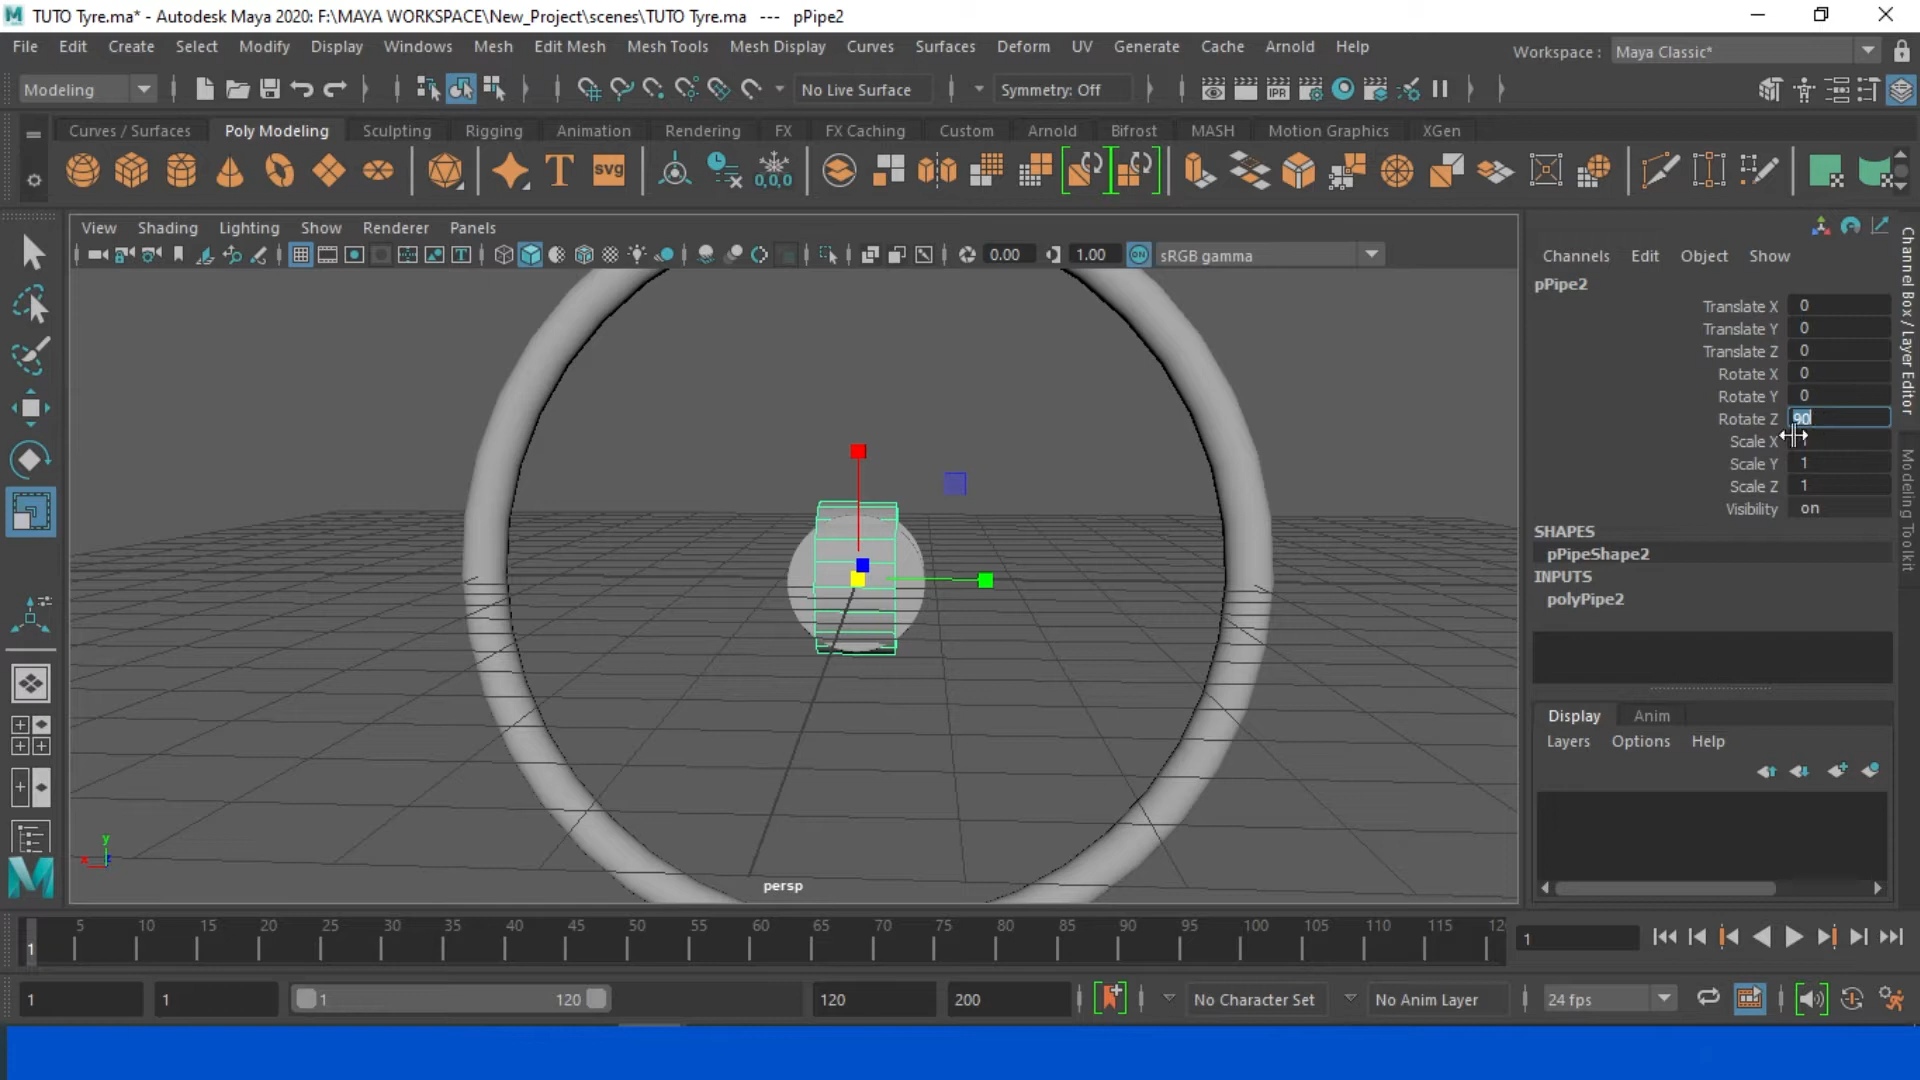 TUTO Tyre.ma* - Autodesk Maya 2020: F:\MAYA WORKSPACE\New_Project\scenes\TUTO Tyre.ma --- pPipe2
File Edit Create Select Modify Display Windows Mesh Edit Mesh Mesh Tools Mesh Display Curves Surfaces Deform UV Generate Cache Arnold Help
Workspace : Maya Classic*
Modeling
No Live Surface
Symmetry: Off
IPR
Curves / Surfaces Poly Modeling Sculpting Rigging Animation Rendering FX FX Caching Custom Arnold Bifrost MASH Motion Graphics XGen
T
SVG
0,0,0
View Shading Lighting Show Renderer Panels
T
0.00
1.00
ON
sRGB gamma
Channels Edit Object Show
pPipe2
Translate X 0
Translate Y 0
Translate Z 0
Rotate X 0
Rotate Y 0
Rotate Z 90
Scale X
Scale Y 1
Scale Z 1
Visibility on
SHAPES
pPipeShape2
INPUTS
polyPipe2
Channel Box / Layer Editor
Modeling Toolkit
Display Anim
Layers Options Help
y
x
persp
5 10 15 20 25 30 35 40 45 50 55 60 65 70 75 80 85 90 95 100 105 110 115
1
1
1 1 1 120 120 200 No Character Set No Anim Layer 24 fps